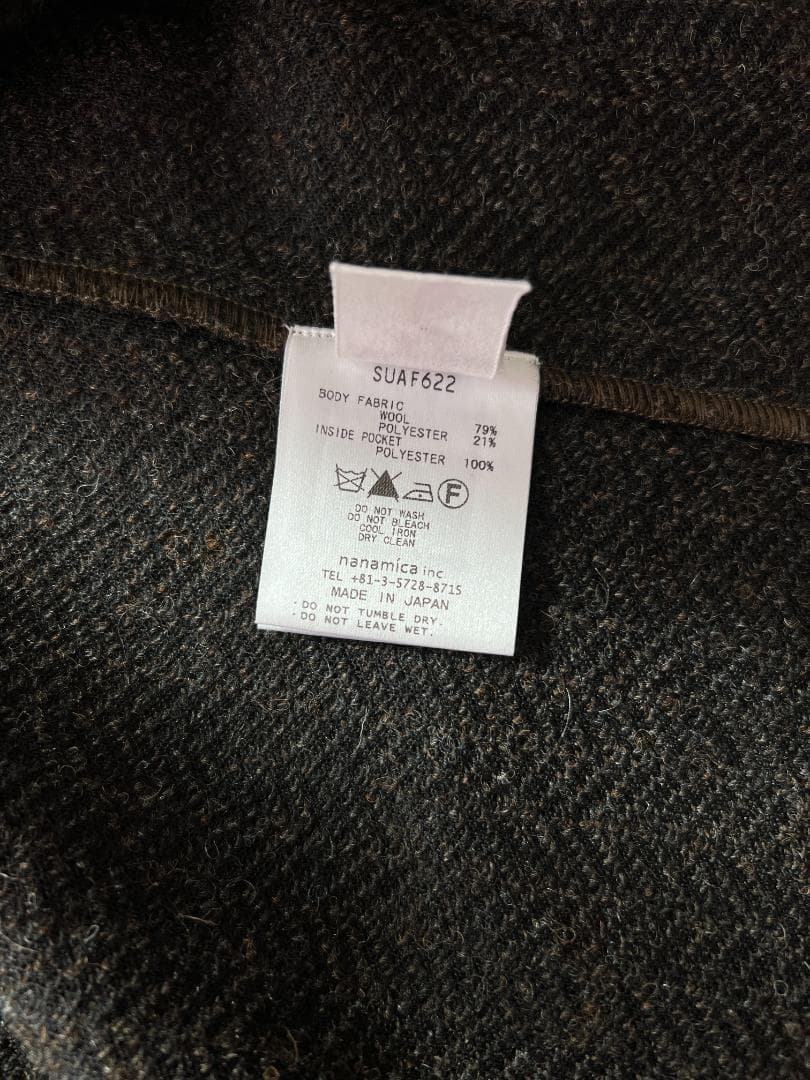 SUAF622
BODY FABRIC
WOOL 79%
POLYESTER 21%
INSIDE POCKET
POLYESTER 100%
F
DO NOT WASH
DO NOT BLEACH
COOL IRON
DRY CLEAN
nanamica inc.
TEL +81-3-5728-8715
MADE IN JAPAN
・DO NOT TUMBLE DRY.
・DO NOT LEAVE WET.